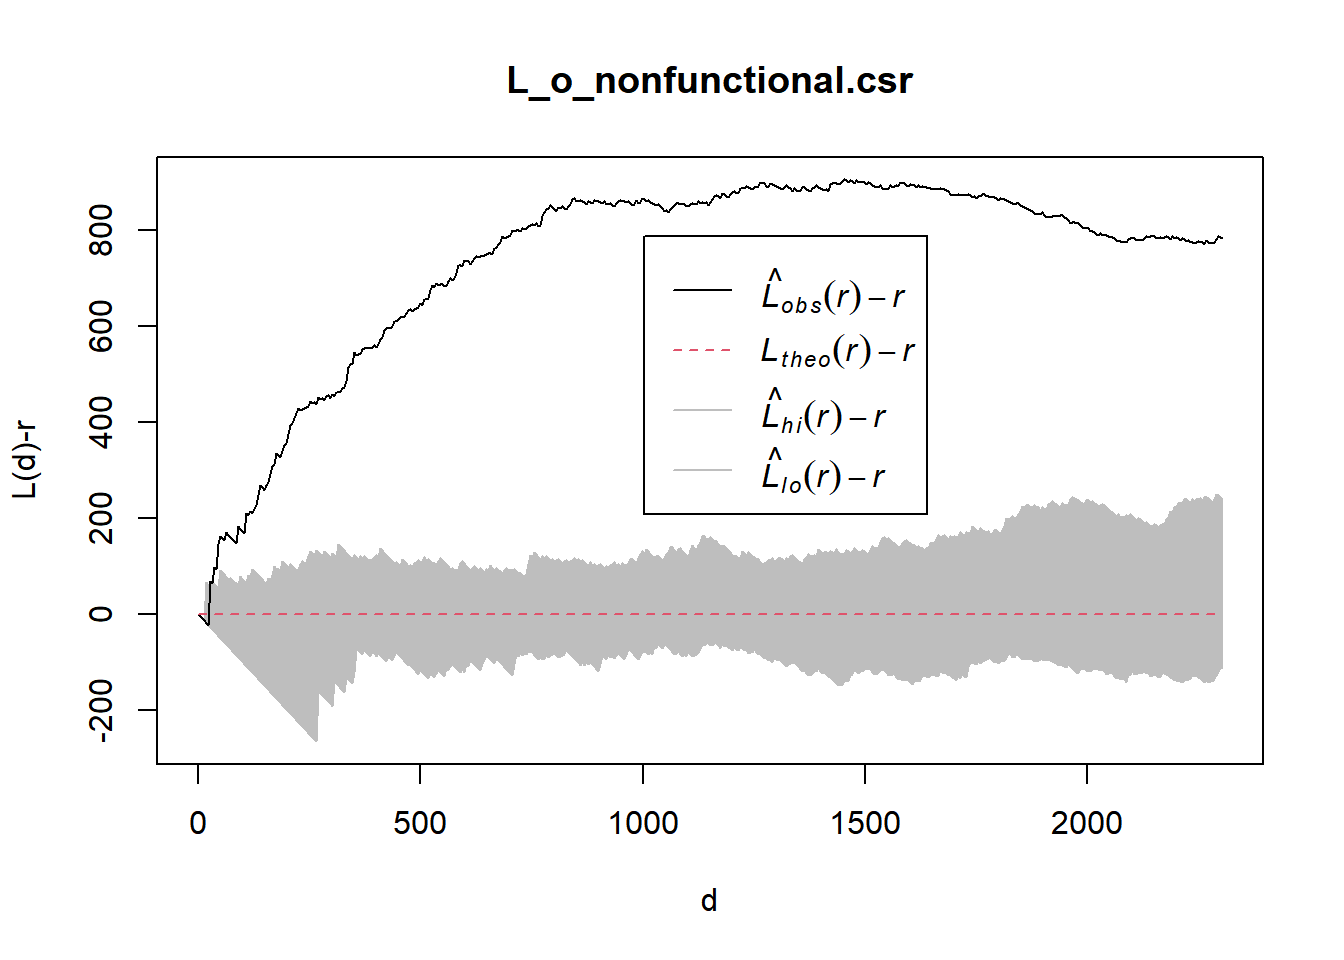 L_o_nonfunctional.csr
L(d)-r
800
600
400
200
0
-200
L̂obs(r) − r
Ltheo(r) − r
L̂hi(r) − r
L̂lo(r) − r
0 500 1000 1500 2000
d